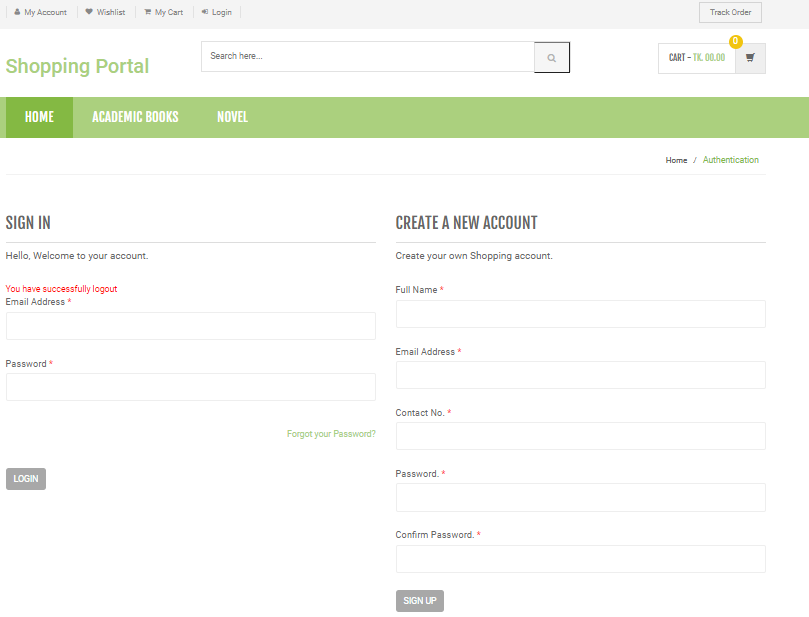 My Account Wishlist My Cart Login Track Order
Shopping Portal
Search here...
CART - TK. 00.00
0
HOME ACADEMIC BOOKS NOVEL
Home / Authentication
SIGN IN
Hello, Welcome to your account.
You have successfully logout
Email Address *
Password *
Forgot your Password?
LOGIN
CREATE A NEW ACCOUNT
Create your own Shopping account.
Full Name *
Email Address *
Contact No. *
Password. *
Confirm Password. *
SIGN UP